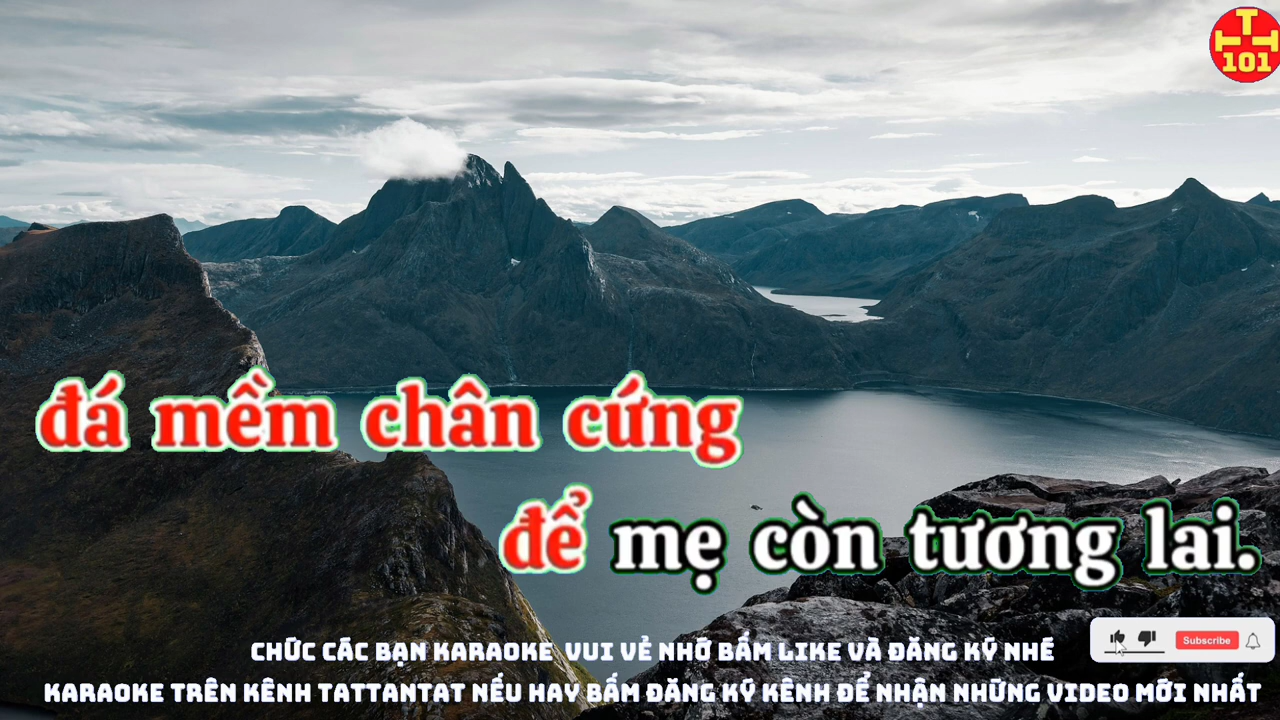 T
T T
101
đá mềm chân cứng
để mẹ còn tương lai.
Subscribe
CHỮC CÁC BẠN KARAOKE VUI VẺ NHỚ BẤM LIKE VÀ ĐĂNG KÝ NHÉ
KARAOKE TRÊN KÊNH TATTANTAT NẾU HAY BẤM ĐĂNG KÝ KÊNH ĐỂ NHẬN NHỮNG VIDEO MỚI NHẤT